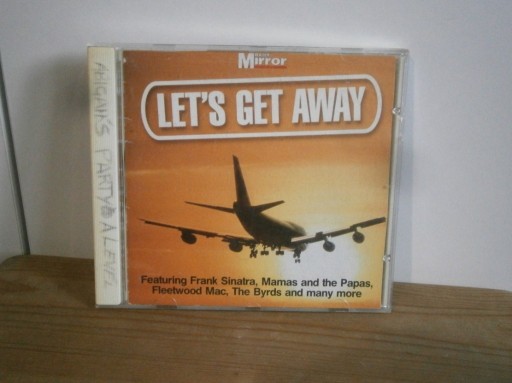 ABIGAIL'S PARTY A LEVEL
Mirror
LET'S GET AWAY
Featuring Frank Sinatra, Mamas and the Papas,
Fleetwood Mac, The Byrds and many more